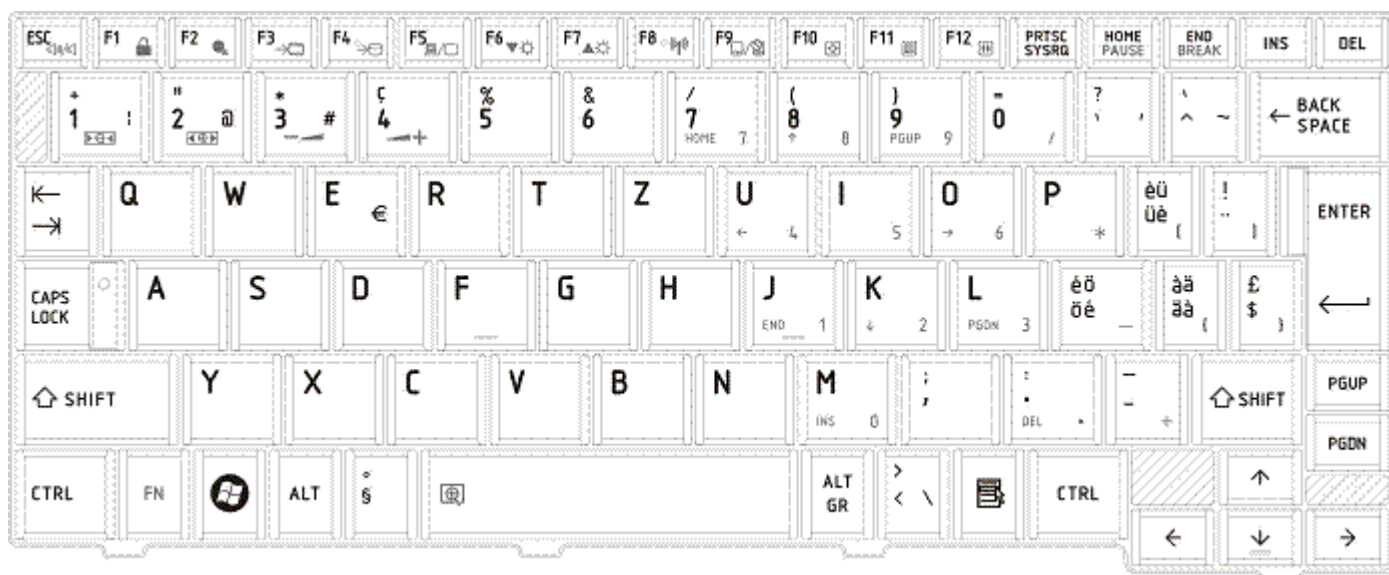 ESC F1 F2 F3 F4 F5 F6 F7 F8 F9 F10 F11 F12 PRTSC HOME END INS DEL
SYSRQ PAUSE BREAK
+ " * ç % & / ( ) = ? `
1 ¦ 2 @ 3 # 4 5 6 7 8 9 0 ' ´ ^ ~ ← BACK
SPACE
HOME 7 ↑ 8 PGUP 9 /
Q W E € R T Z U I O P èü ! ENTER
üè [ ¨ ]
← 4 5 → 6 *
CAPS A S D F G H J K L éö àä £
LOCK öé äà { $ }
END 1 ↓ 2 PGDN 3 _
SHIFT Y X C V B N M ; : _ SHIFT PGUP
, . -
INS 0 DEL . ÷
PGDN
CTRL FN ALT ° ALT > CTRL ↑
§ GR < \
← ↓ →